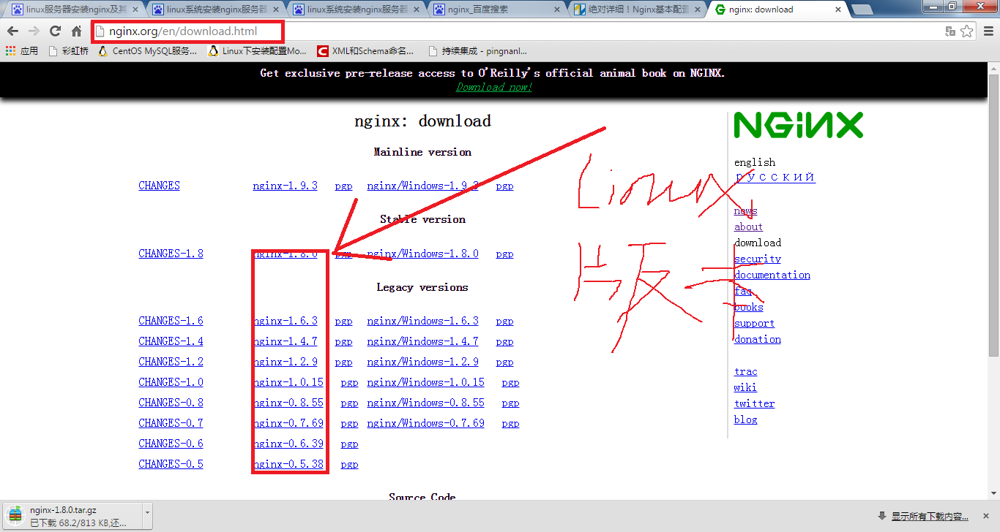 linux服务器安装nginx及其 linux系统安装nginx服务器 linux系统安装nginx服务器 nginx_百度搜索 绝对详细！Nginx基本配置 nginx: download
nginx.org/en/download.html
应用 彩虹桥 CentOS MySQL服务... Linux下安装配置Mo... XML和Schema命名... 持续集成 - pingnanl...
Get exclusive pre-release access to O'Reilly's official animal book on NGINX.
Download now!
nginx: download
Mainline version
CHANGES nginx-1.9.3 pgp nginx/Windows-1.9.3 pgp
Stable version
CHANGES-1.8 nginx-1.8.0 pgp nginx/Windows-1.8.0 pgp
Legacy versions
CHANGES-1.6 nginx-1.6.3 pgp nginx/Windows-1.6.3 pgp
CHANGES-1.4 nginx-1.4.7 pgp nginx/Windows-1.4.7 pgp
CHANGES-1.2 nginx-1.2.9 pgp nginx/Windows-1.2.9 pgp
CHANGES-1.0 nginx-1.0.15 pgp nginx/Windows-1.0.15 pgp
CHANGES-0.8 nginx-0.8.55 pgp nginx/Windows-0.8.55 pgp
CHANGES-0.7 nginx-0.7.69 pgp nginx/Windows-0.7.69 pgp
CHANGES-0.6 nginx-0.6.39 pgp
CHANGES-0.5 nginx-0.5.38 pgp
Source Code
Linux
版本
NGINX
english
русский
news
about
download
security
documentation
faq
books
support
donation
trac
wiki
twitter
blog
nginx-1.8.0.tar.gz
已下载 68.2/813 KB,还...
显示所有下载内容...